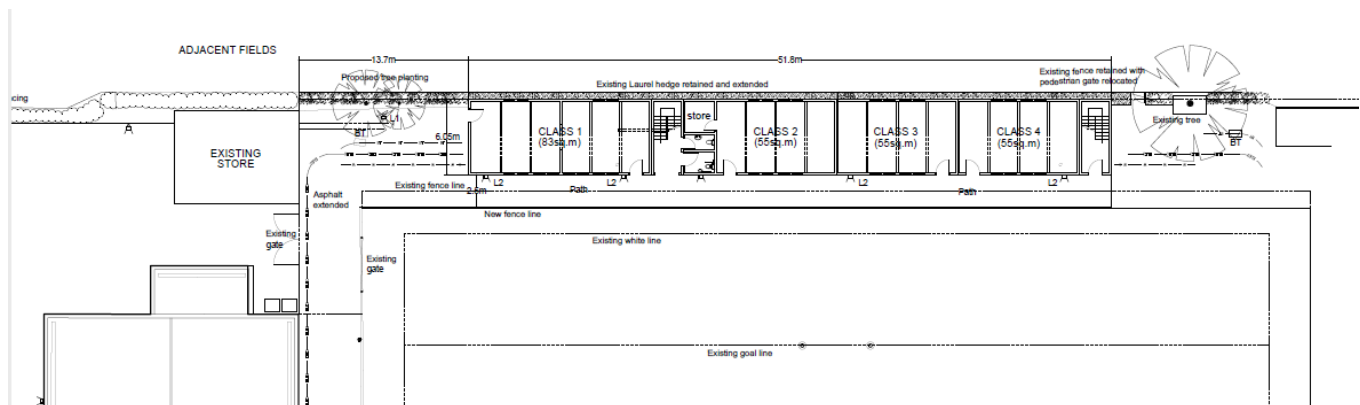 ADJACENT FIELDS
13.7m
51.8m
Proposed tree planting
Existing Laurel hedge retained and extended
Existing fence retained with
pedestrian gate relocated
cing
L1
BT
6.05m
EXISTING
STORE
CLASS 1
(83sq.m)
store
CLASS 2
(55sq.m)
CLASS 3
(55sq.m)
CLASS 4
(55sq.m)
Existing tree
BT
L2
L2
L2
L2
Existing fence line
Path
Path
Asphalt
extended
New fence line
Existing
gate
Existing
gate
Existing white line
Existing goal line